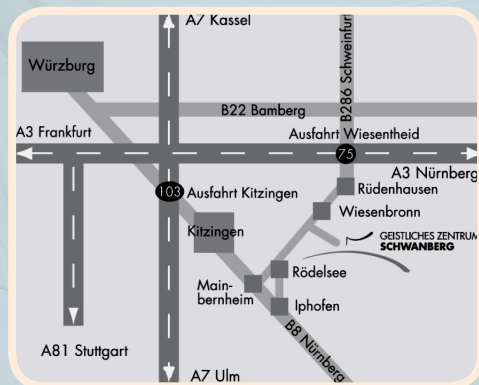 A7 Kassel
B286 Schweinfurt
Würzburg
B22 Bamberg
A3 Frankfurt
Ausfahrt Wiesentheid
75
A3 Nürnberg
103
Ausfahrt Kitzingen
Rüdenhausen
Wiesenbronn
Kitzingen
GEISTLICHES ZENTRUM
SCHWANBERG
Rödelsee
Main-
bernheim
Iphofen
B8 Nürnberg
A81 Stuttgart
A7 Ulm